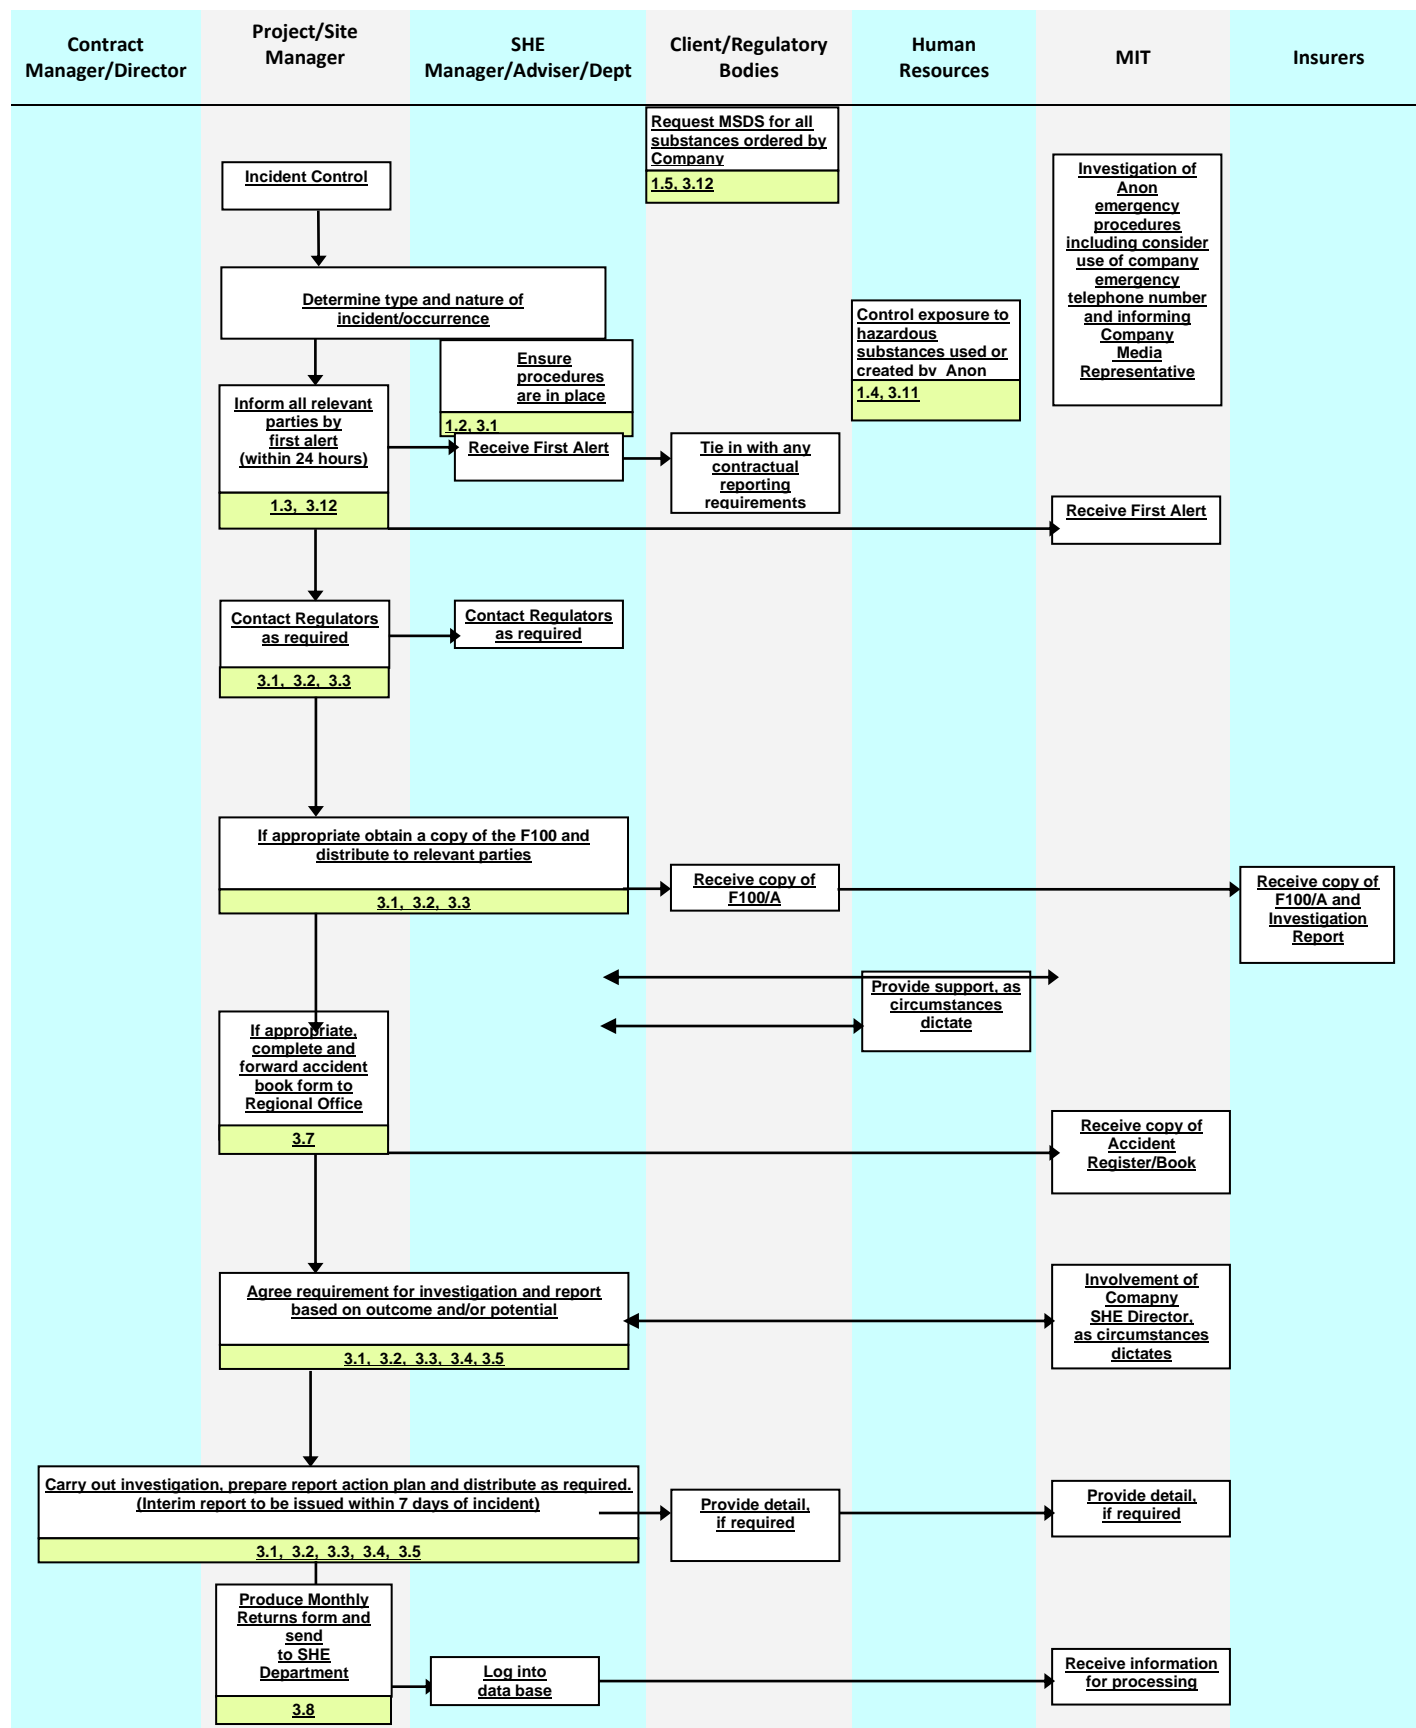 Contract
Manager/Director
Project/Site
Manager
SHE
Manager/Adviser/Dept
Client/Regulatory
Bodies
Human
Resources
MIT
Insurers
Request MSDS for all
substances ordered by
Company
1.5, 3.12
Incident Control
Investigation of
Anon
emergency
procedures
including consider
use of company
emergency
telephone number
and informing
Company
Media
Representative
Determine type and nature of
incident/occurrence
Control exposure to
hazardous
substances used or
created by Anon
1.4, 3.11
Ensure
procedures
are in place
1.2, 3.1
Inform all relevant
parties by
first alert
(within 24 hours)
1.3, 3.12
Receive First Alert
Tie in with any
contractual
reporting
requirements
Receive First Alert
Contact Regulators
as required
3.1, 3.2, 3.3
Contact Regulators
as required
If appropriate obtain a copy of the F100 and
distribute to relevant parties
3.1, 3.2, 3.3
Receive copy of
F100/A
Receive copy of
F100/A and
Investigation
Report
Provide support, as
circumstances
dictate
If appropriate,
complete and
forward accident
book form to
Regional Office
3.7
Receive copy of
Accident
Register/Book
Agree requirement for investigation and report
based on outcome and/or potential
3.1, 3.2, 3.3, 3.4, 3.5
Involvement of
Comapny
SHE Director,
as circumstances
dictates
Carry out investigation, prepare report action plan and distribute as required.
(Interim report to be issued within 7 days of incident)
3.1, 3.2, 3.3, 3.4, 3.5
Provide detail,
if required
Provide detail,
if required
Produce Monthly
Returns form and
send
to SHE
Department
3.8
Log into
data base
Receive information
for processing